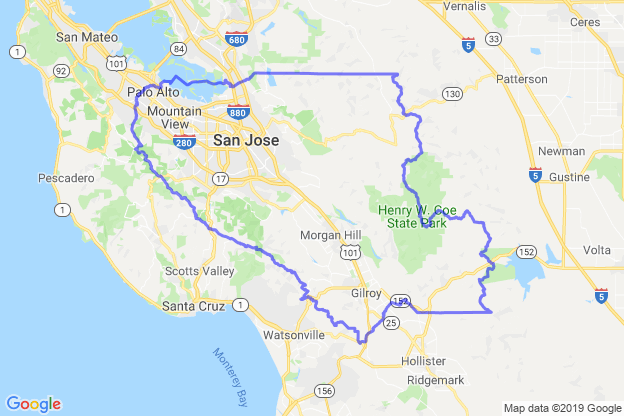 Vernalis
Ceres
San Mateo
1
101
84
680
5
33
92
Patterson
130
Palo Alto
880
Mountain
View
San Jose
280
Newman
5
Gustine
Pescadero
17
1
Henry W. Coe
State Park
Morgan Hill
101
152
Volta
Scotts Valley
Gilroy
152
5
Santa Cruz
1
25
Watsonville
Hollister
Ridgemark
Monterey Bay
156
Google
Map data ©2019 Google